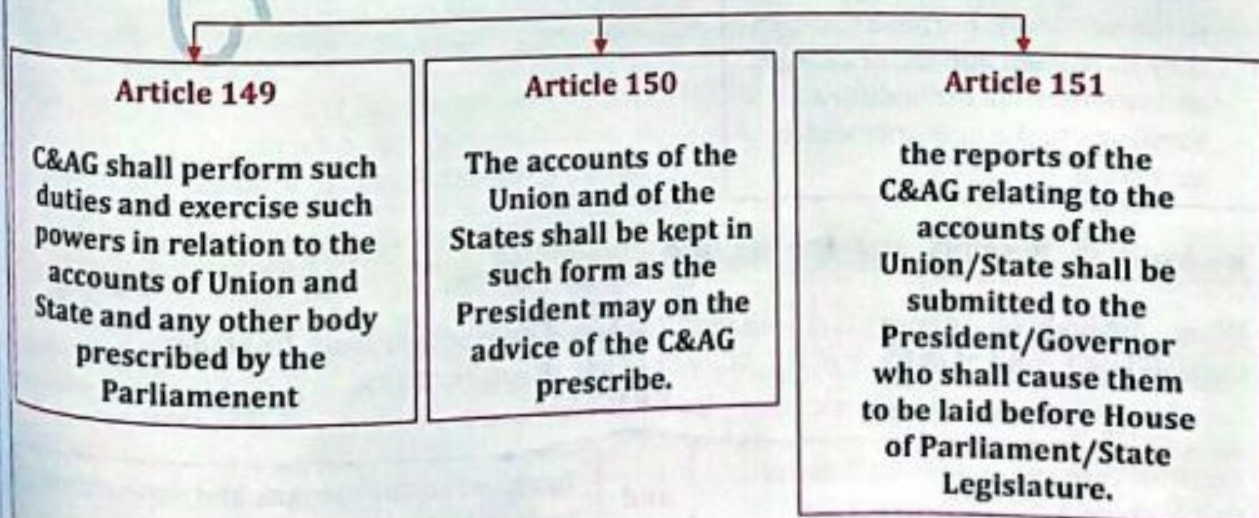 Article 149
C&AG shall perform such
duties and exercise such
powers in relation to the
accounts of Union and
State and any other body
prescribed by the
Parliamenent
Article 150
The accounts of the
Union and of the
States shall be kept in
such form as the
President may on the
advice of the C&AG
prescribe.
Article 151
the reports of the
C&AG relating to the
accounts of the
Union/State shall be
submitted to the
President/Governor
who shall cause them
to be laid before House
of Parliament/State
Legislature.